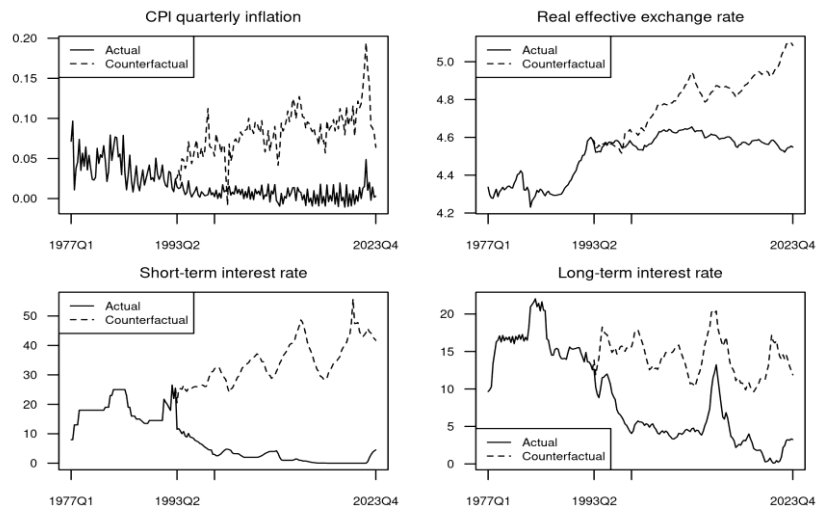 CPI quarterly inflation
Actual
Counterfactual
0.20
0.15
0.10
0.05
0.00
1977Q1
1993Q2
2023Q4
Real effective exchange rate
Actual
Counterfactual
5.0
4.8
4.6
4.4
4.2
1977Q1
1993Q2
2023Q4
Short-term interest rate
Actual
Counterfactual
50
40
30
20
10
0
1977Q1
1993Q2
2023Q4
Long-term interest rate
20
15
10
5
0
Actual
Counterfactual
1977Q1
1993Q2
2023Q4